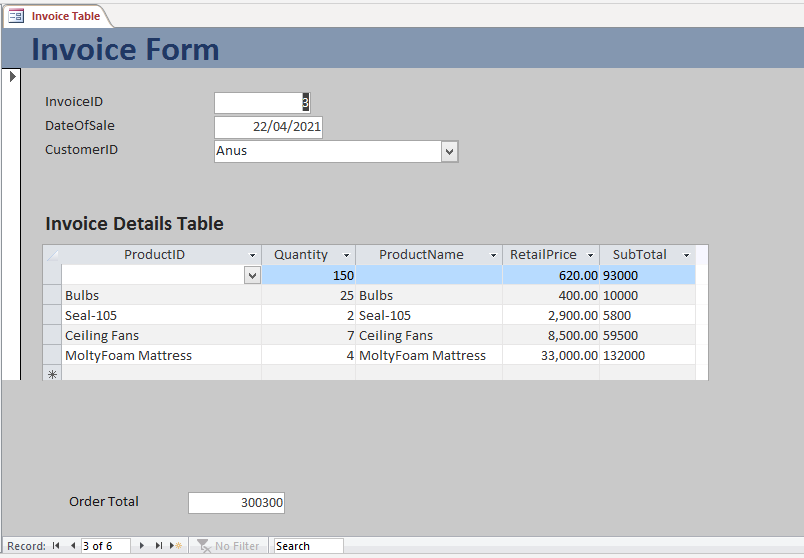 Invoice Table
Invoice Form
InvoiceID 3
DateOfSale 22/04/2021
CustomerID Anus
Invoice Details Table
ProductID Quantity ProductName RetailPrice SubTotal
150 620.00 93000
Bulbs 25 Bulbs 400.00 10000
Seal-105 2 Seal-105 2,900.00 5800
Ceiling Fans 7 Ceiling Fans 8,500.00 59500
MoltyFoam Mattress 4 MoltyFoam Mattress 33,000.00 132000
Order Total 300300
Record: 3 of 6 No Filter Search